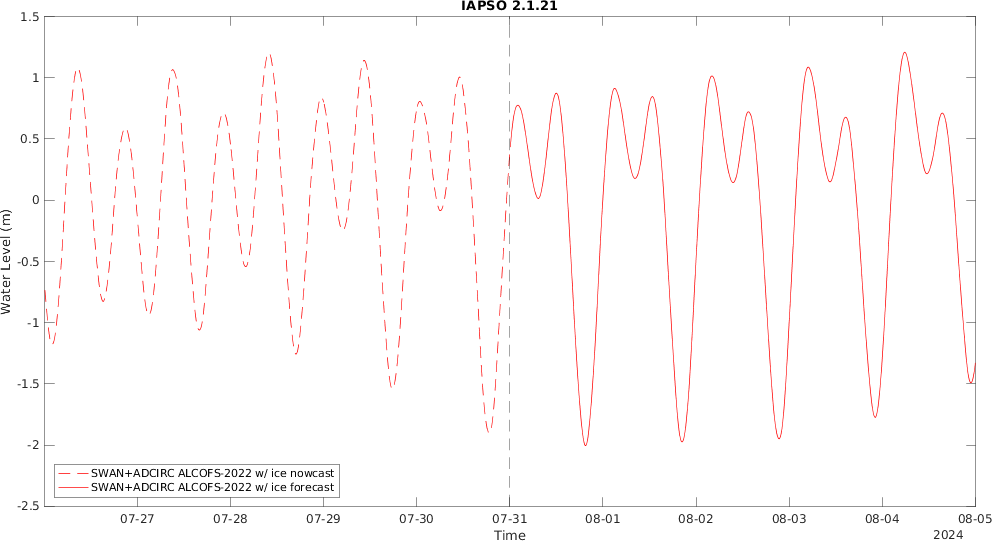 IAPSO 2.1.21
1.5
1
0.5
0
-0.5
-1
-1.5
-2
-2.5
Water Level (m)
SWAN+ADCIRC ALCOFS-2022 w/ ice nowcast
SWAN+ADCIRC ALCOFS-2022 w/ ice forecast
07-27 07-28 07-29 07-30 07-31 08-01 08-02 08-03 08-04 08-05
Time
2024